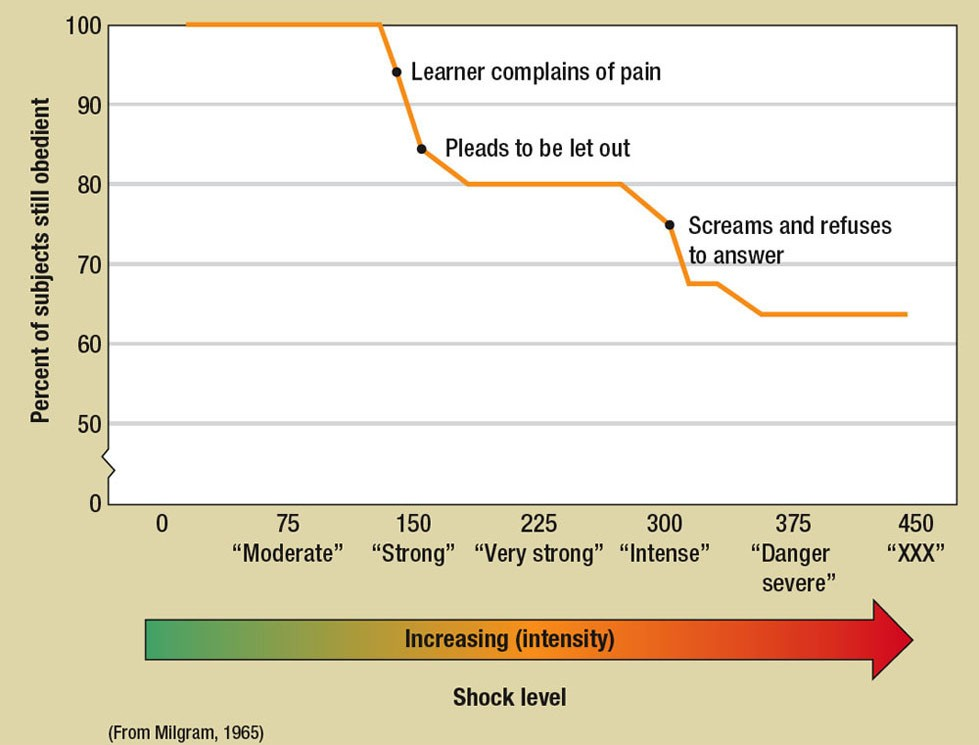 100
Learner complains of pain
90
Pleads to be let out
80
Screams and refuses
to answer
70
60
50
0
Percent of subjects still obedient
0 75 150 225 300 375 450
“Moderate” “Strong” “Very strong” “Intense” “Danger “XXX”
severe”
Increasing (intensity)
Shock level
(From Milgram, 1965)